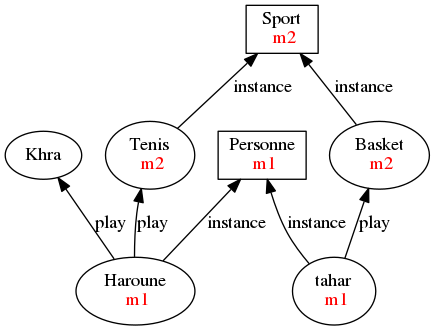 Sport
m2
instance
instance
Khra
Tenis
m2
Personne
m1
Basket
m2
play
play
instance
instance
play
Haroune
m1
tahar
m1